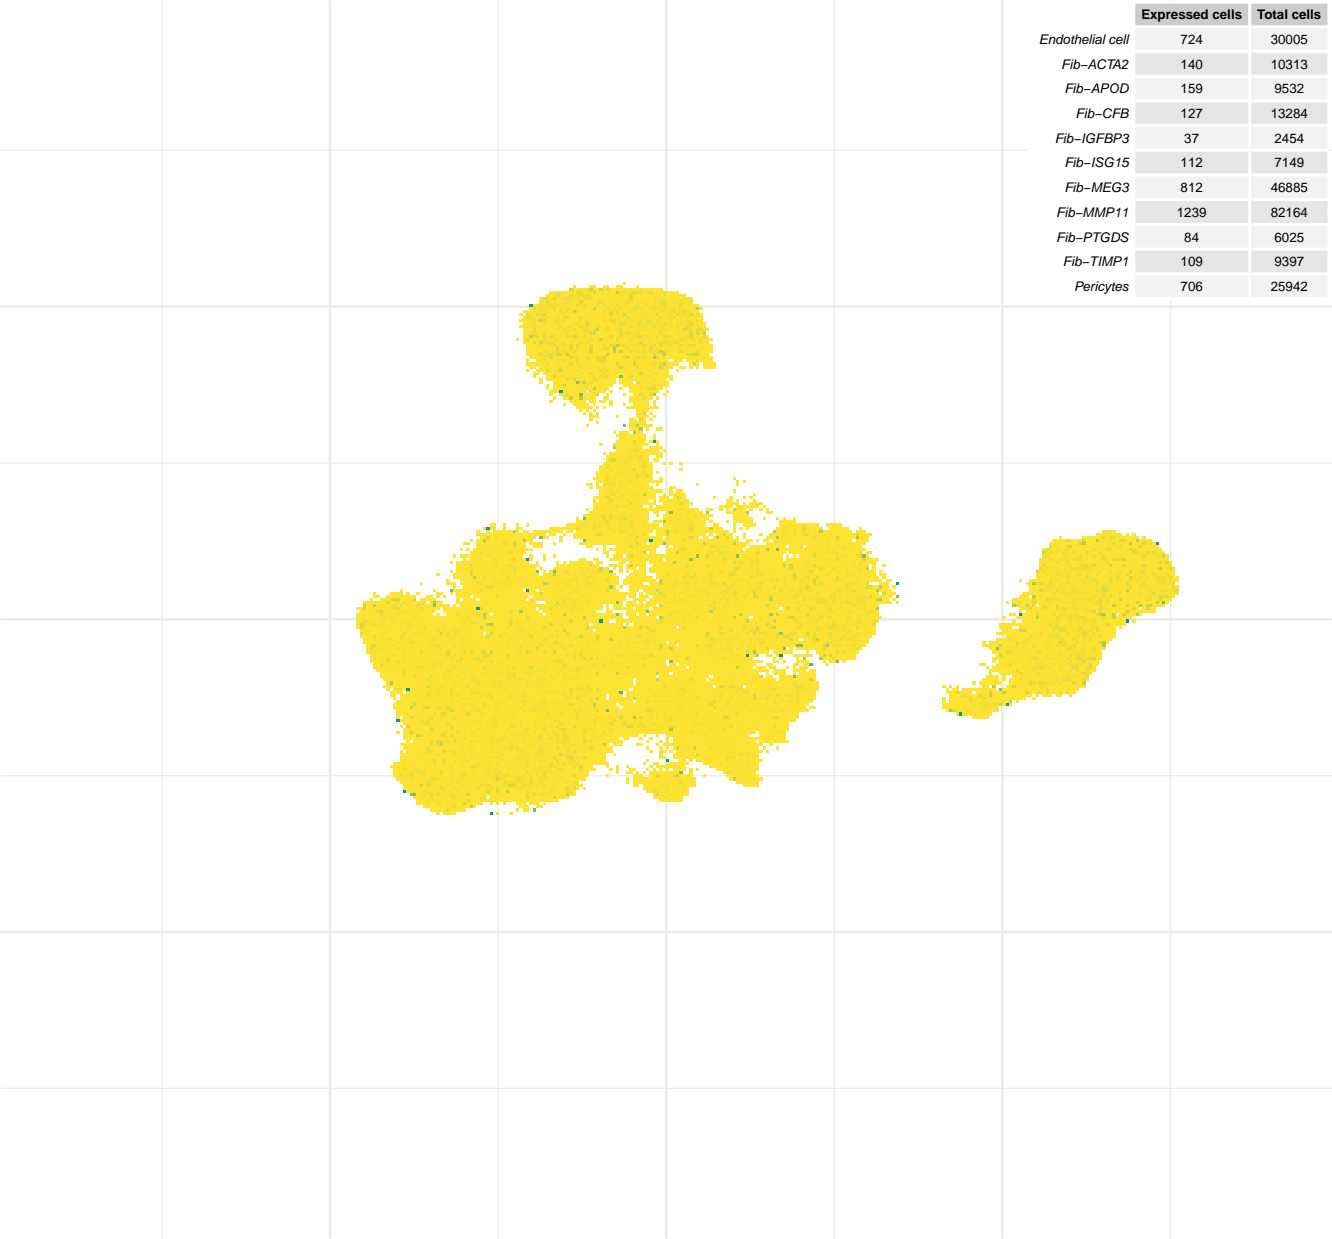 Expressed cells Total cells
Endothelial cell 724 30005
Fib−ACTA2 140 10313
Fib−APOD 159 9532
Fib−CFB 127 13284
Fib−IGFBP3 37 2454
Fib−ISG15 112 7149
Fib−MEG3 812 46885
Fib−MMP11 1239 82164
Fib−PTGDS 84 6025
Fib−TIMP1 109 9397
Pericytes 706 25942